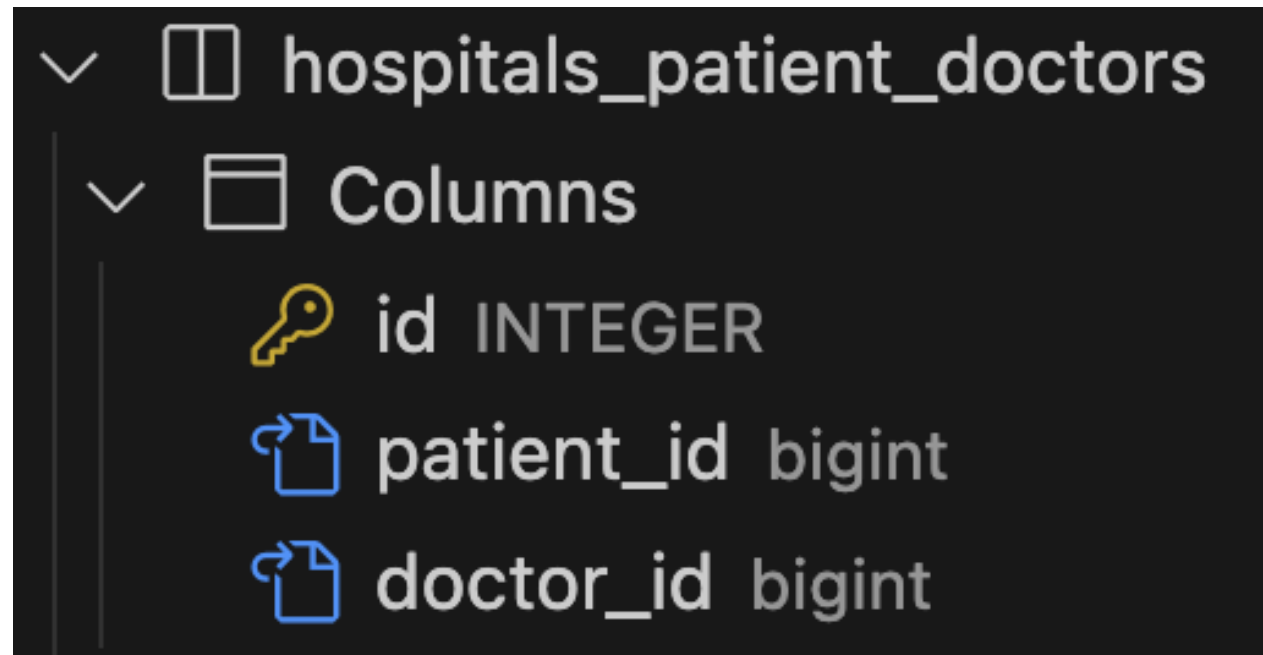 hospitals_patient_doctors
Columns
id INTEGER
patient_id bigint
doctor_id bigint